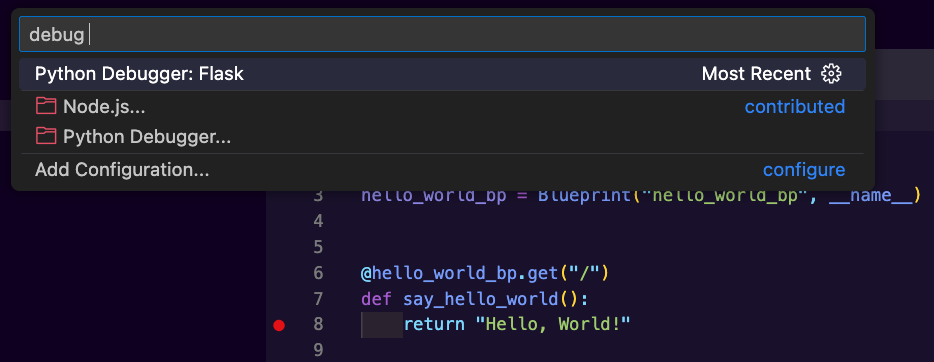 debug
Python Debugger: Flask Most Recent
Node.js... contributed
Python Debugger...
Add Configuration... configure
3 hello_world_bp = Blueprint("hello_world_bp", __name__)
4
5
6 @hello_world_bp.get("/")
7 def say_hello_world():
8 return "Hello, World!"
9